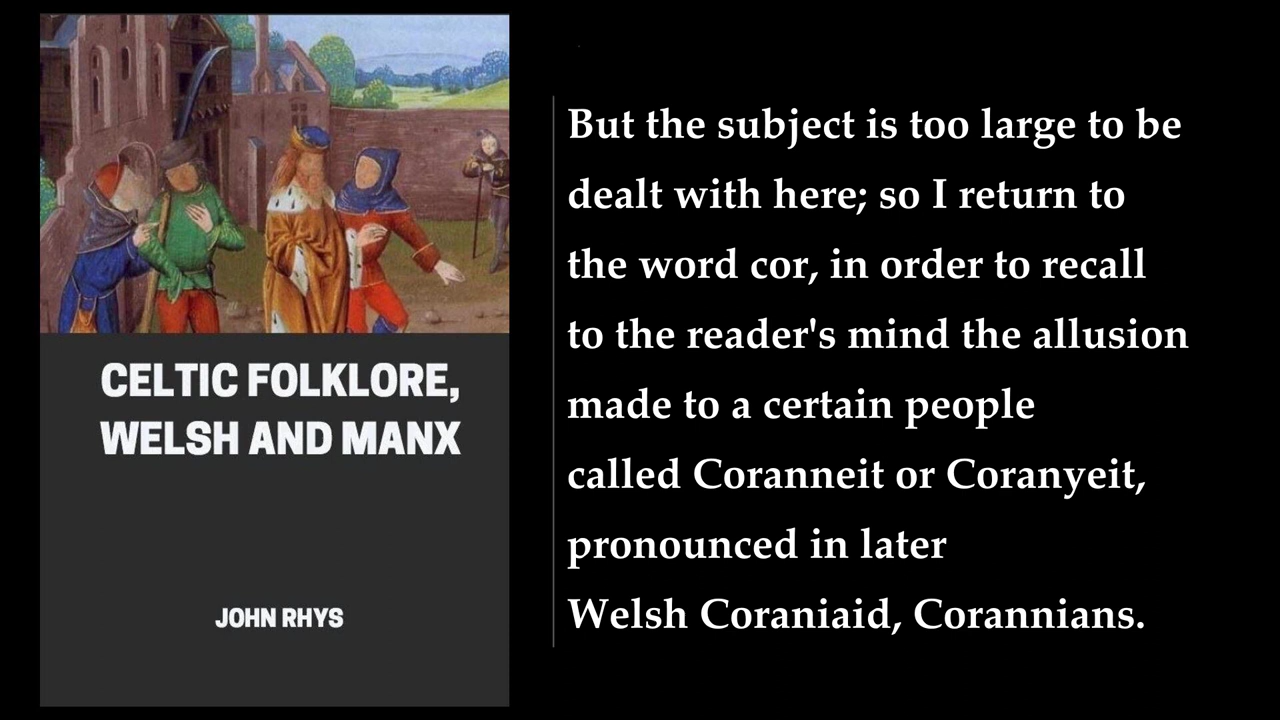 CELTIC FOLKLORE,
WELSH AND MANX
JOHN RHYS
But the subject is too large to be
dealt with here; so I return to
the word cor, in order to recall
to the reader's mind the allusion
made to a certain people
called Coranneit or Coranyeit,
pronounced in later
Welsh Coraniaid, Corannians.